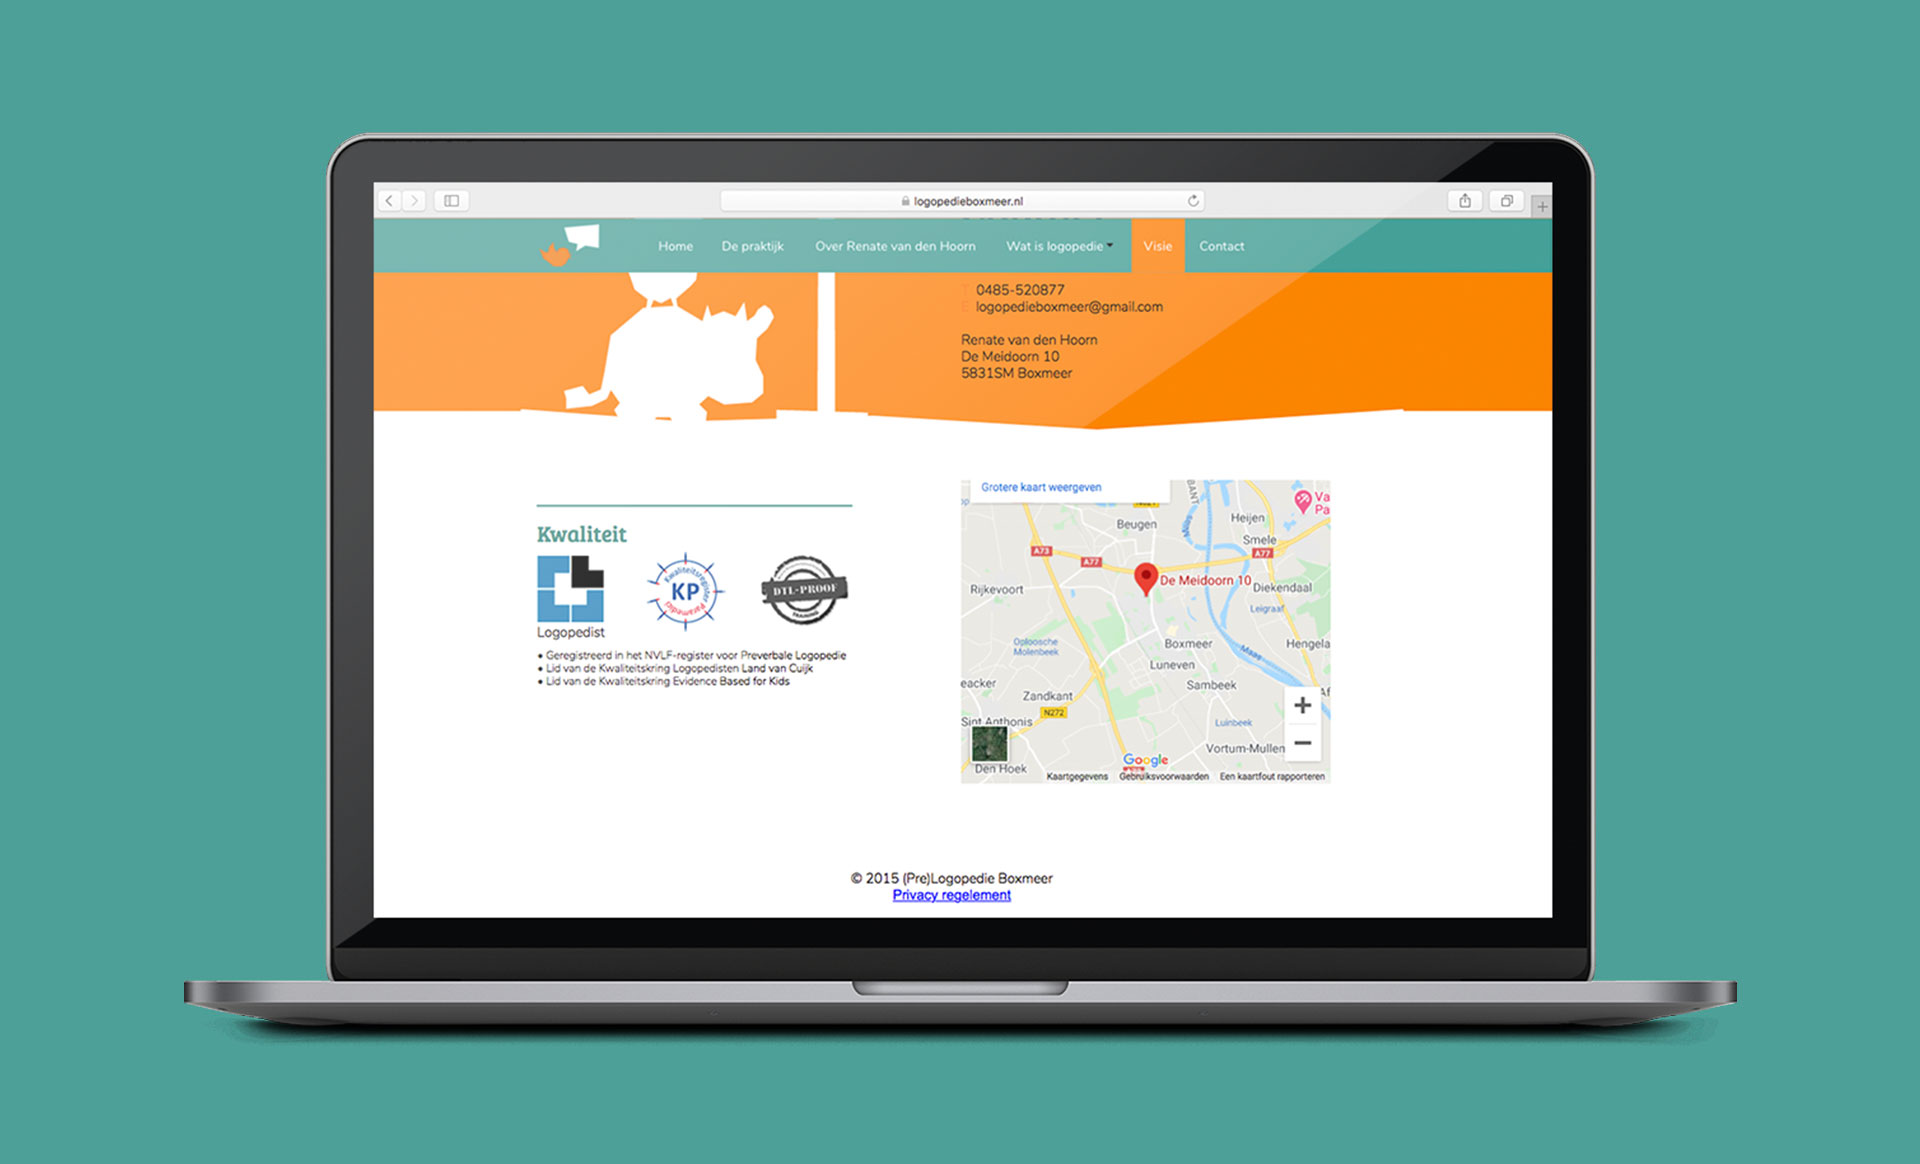 logopedieboxmeer.nl
Home De praktijk Over Renate van den Hoorn Wat is logopedie Visie Contact
T 0485-520877
E logopedieboxmeer@gmail.com
Renate van den Hoorn
De Meidoorn 10
5831SM Boxmeer
Kwaliteit
Logopedist
Kwaliteitsregister
KP
Paramedici
DTL-PROOF
TRAINING
• Geregistreerd in het NVLF-register voor Preverbale Logopedie
• Lid van de Kwaliteitskring Logopedisten Land van Cuijk
• Lid van de Kwaliteitskring Evidence Based for Kids
Grotere kaart weergeven
Va
Pa
Beugen
Heijen
Smele
A73
A77
A77
De Meidoorn 10
Rijkevoort
Diekendaal
Leigraaf
Oploosche
Molenbeek
Boxmeer
Hengela
Maas
Luneven
eacker
Sambeek
Zandkant
N272
Sint Anthonis
Luinbeek
Vortum-Mullen
Den Hoek
Google
Kaartgegevens Gebruiksvoorwaarden Een kaartfout rapporteren
© 2015 (Pre)Logopedie Boxmeer
Privacy regelement